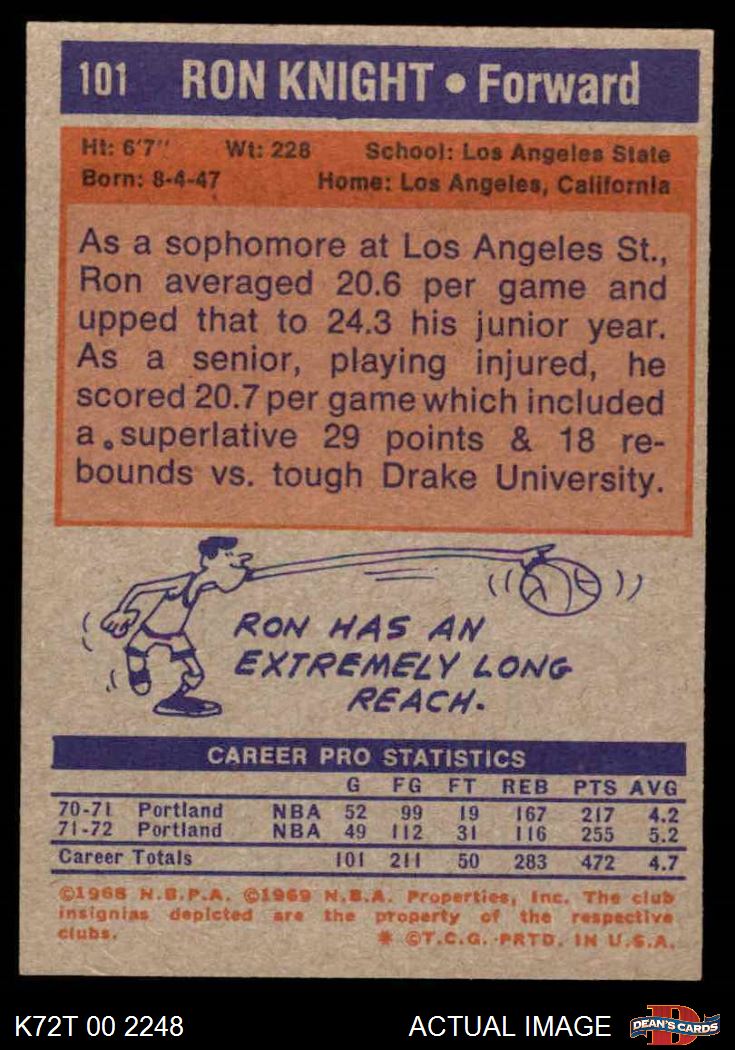 101 RON KNIGHT • Forward
Ht: 6'7" Wt: 228 School: Los Angeles State
Born: 8-4-47 Home: Los Angeles, California
As a sophomore at Los Angeles St.,
Ron averaged 20.6 per game and
upped that to 24.3 his junior year.
As a senior, playing injured, he
scored 20.7 per game which included
a superlative 29 points & 18 re-
bounds vs. tough Drake University.
RON HAS AN
EXTREMELY LONG
REACH.
CAREER PRO STATISTICS
G FG FT REB PTS AVG
70-71 Portland NBA 52 99 19 167 217 4.2
71-72 Portland NBA 49 112 31 116 255 5.2
Career Totals 101 211 50 283 472 4.7
©1968 N.B.P.A. ©1969 N.B.A. Properties, Inc. The club
insignias depicted are the property of the respective
clubs. * ©T.C.G. PRTD. IN U.S.A.
K72T 00 2248 ACTUAL IMAGE DEAN'S CARDS